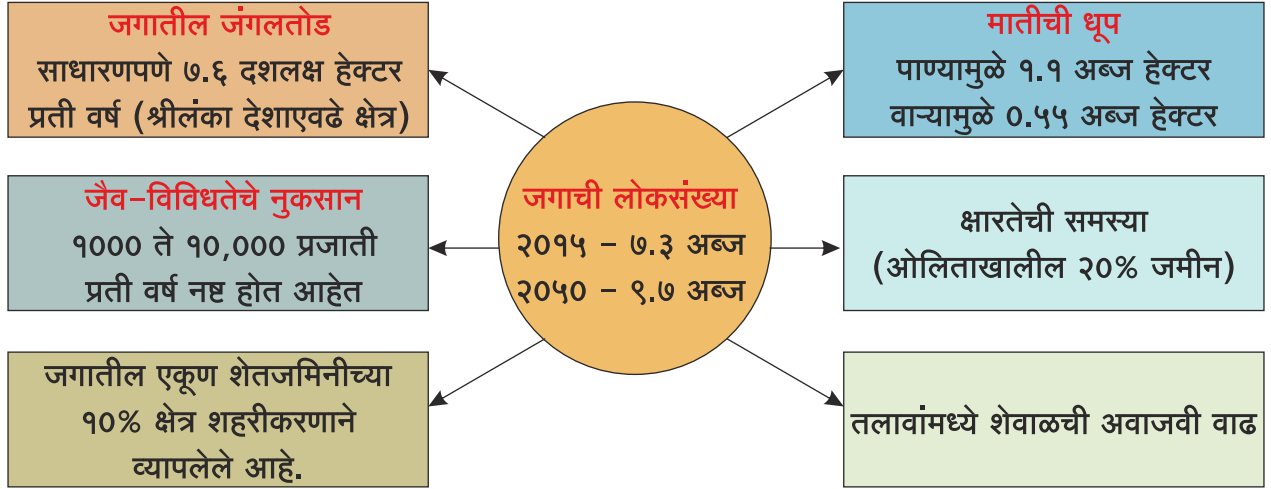 जगातील जंगलतोड
साधारणपणे ७.६ दशलक्ष हेक्टर
प्रती वर्ष (श्रीलंका देशाएवढे क्षेत्र)
मातीची धूप
पाण्यामुळे १.१ अब्ज हेक्टर
वाऱ्यामुळे ०.५५ अब्ज हेक्टर
जैव-विविधतेचे नुकसान
१००० ते १०,००० प्रजाती
प्रती वर्ष नष्ट होत आहेत
जगाची लोकसंख्या
२०१५ - ७.३ अब्ज
२०५० - ९.७ अब्ज
क्षारतेची समस्या
(ओलिताखालील २०% जमीन)
जगातील एकूण शेतजमिनीच्या
१०% क्षेत्र शहरीकरणाने
व्यापलेले आहे.
तलावांमध्ये शेवाळची अवाजवी वाढ